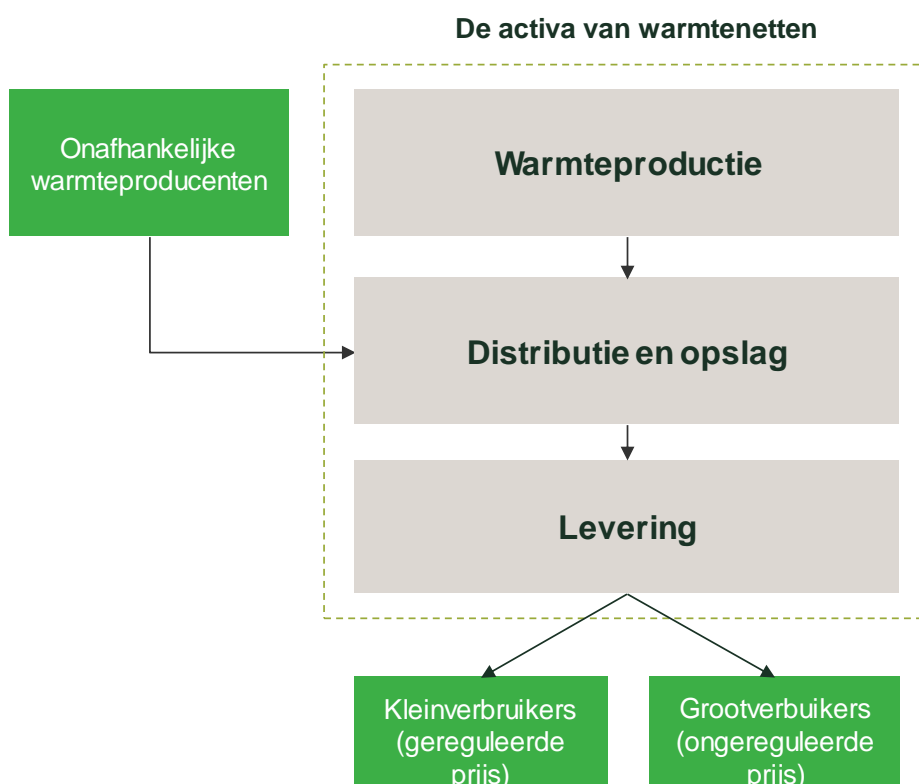 De activa van warmtenetten
Onafhankelijke
warmteproducenten
Warmteproductie
Distributie en opslag
Levering
Kleinverbruikers
(gereguleerde
prijs)
Grootverbuikers
(ongereguleerde
prijs)